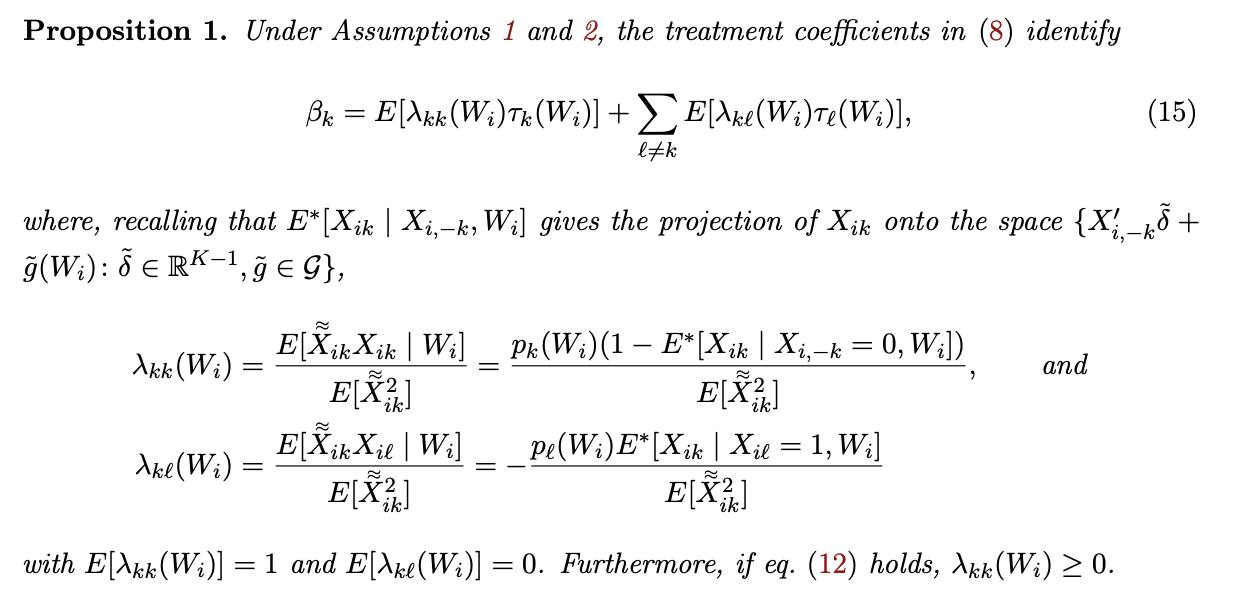 Proposition 1. Under Assumptions 1 and 2, the treatment coefficients in (8) identify
β_k = E[λ_kk(W_i)τ_k(W_i)] + ∑_{ℓ≠k} E[λ_kℓ(W_i)τ_ℓ(W_i)], (15)
where, recalling that E*[X_ik | X_{i,−k}, W_i] gives the projection of X_ik onto the space {X′_{i,−k}δ̃ +
g̃(W_i): δ̃ ∈ ℝ^{K−1}, g̃ ∈ 𝒢},
λ_kk(W_i) = E[X̃̃_ik X_ik | W_i] / E[X̃̃²_ik] = p_k(W_i)(1 − E*[X_ik | X_{i,−k} = 0, W_i]) / E[X̃̃²_ik], and
λ_kℓ(W_i) = E[X̃̃_ik X_iℓ | W_i] / E[X̃̃²_ik] = − p_ℓ(W_i)E*[X_ik | X_iℓ = 1, W_i] / E[X̃̃²_ik]
with E[λ_kk(W_i)] = 1 and E[λ_kℓ(W_i)] = 0. Furthermore, if eq. (12) holds, λ_kk(W_i) ≥ 0.